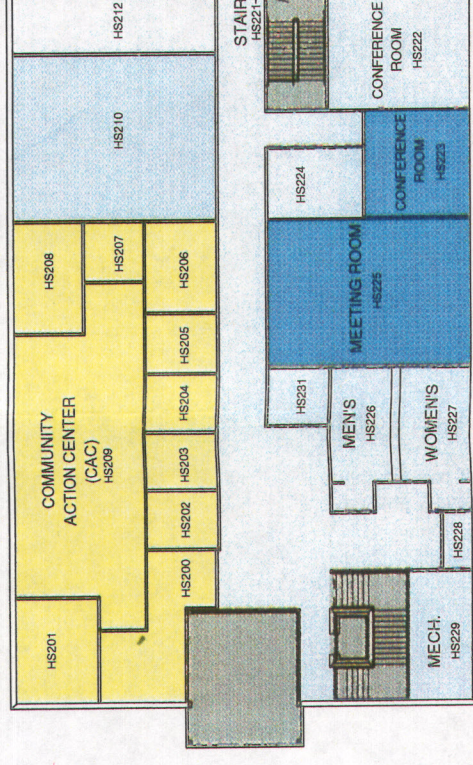 HS212
STAIR
HS221-
CONFERENCE
ROOM
HS222
HS210
HS224
CONFERENCE
ROOM
HS223
HS208
HS207
HS206
MEETING ROOM
HS225
HS205
COMMUNITY
ACTION CENTER
(CAC)
HS209
HS204
HS231
MEN'S
HS226
WOMEN'S
HS227
HS203
HS202
HS200
HS228
HS201
MECH.
HS229